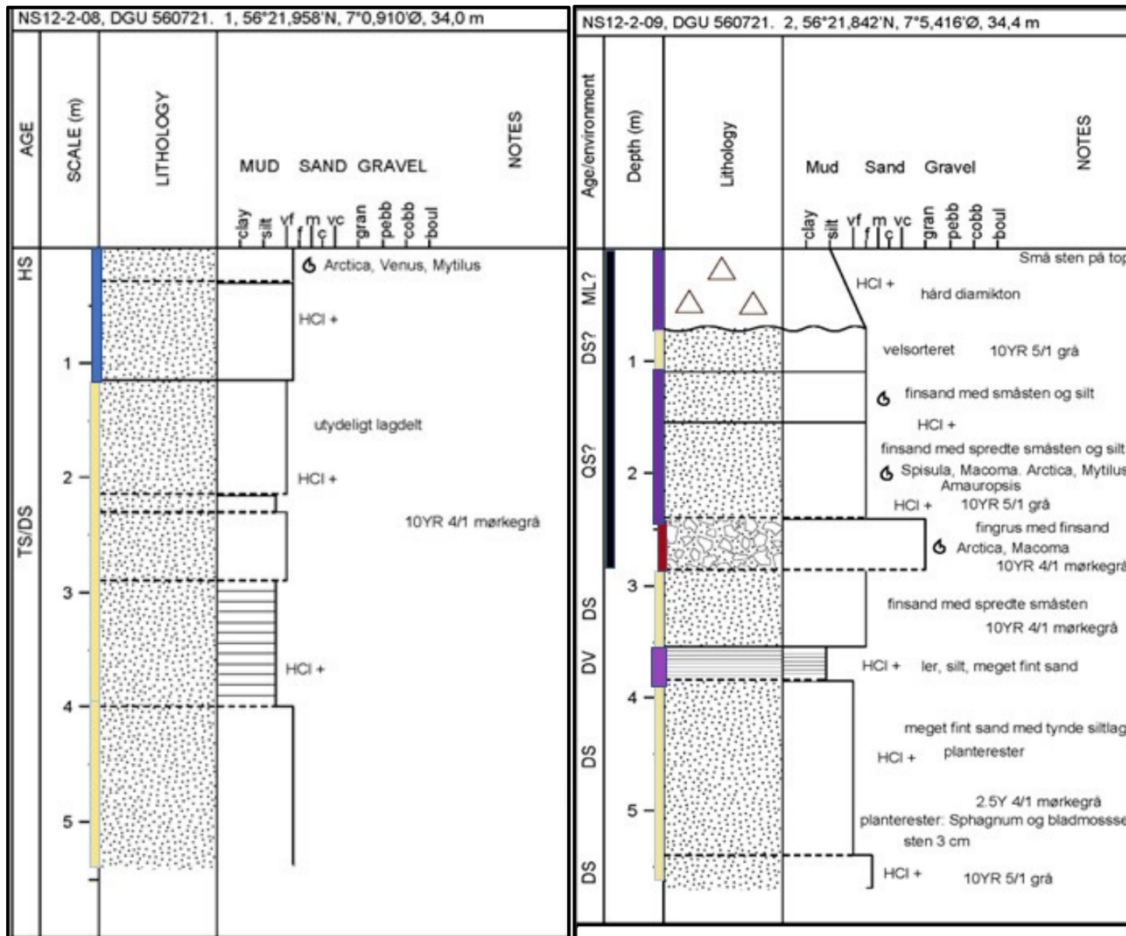 NS12-2-08, DGU 560721. 1, 56°21,958'N, 7°0,910'Ø, 34,0 m
AGE
SCALE (m)
LITHOLOGY
MUD SAND GRAVEL
NOTES
clay
silt
vf
f
m
c
vc
gran
pebb
cobb
boul
HS
Arctica, Venus, Mytilus
HCl +
1
utydeligt lagdelt
HCl +
2
10YR 4/1 mørkegrå
TS/DS
3
HCl +
4
5
NS12-2-09, DGU 560721. 2, 56°21,842'N, 7°5,416'Ø, 34,4 m
Age/environment
Depth (m)
Lithology
Mud Sand Gravel
NOTES
clay
silt
vf
f
m
c
vc
gran
pebb
cobb
boul
ML?
Små sten på top
HCl +
hård diamikton
DS?
1
velsorteret 10YR 5/1 grå
finsand med småsten og silt
HCl +
QS?
finsand med spredte småsten og silt
2
Spisula, Macoma. Arctica, Mytilus
Amauropsis
HCl + 10YR 5/1 grå
fingrus med finsand
Arctica, Macoma
10YR 4/1 mørkegrå
3
DS
finsand med spredte småsten
10YR 4/1 mørkegrå
DV
HCl + ler, silt, meget fint sand
4
DS
meget fint sand med tynde siltlag
HCl + planterester
5
2.5Y 4/1 mørkegrå
planterester: Sphagnum og bladmossse
sten 3 cm
DS
HCl + 10YR 5/1 grå